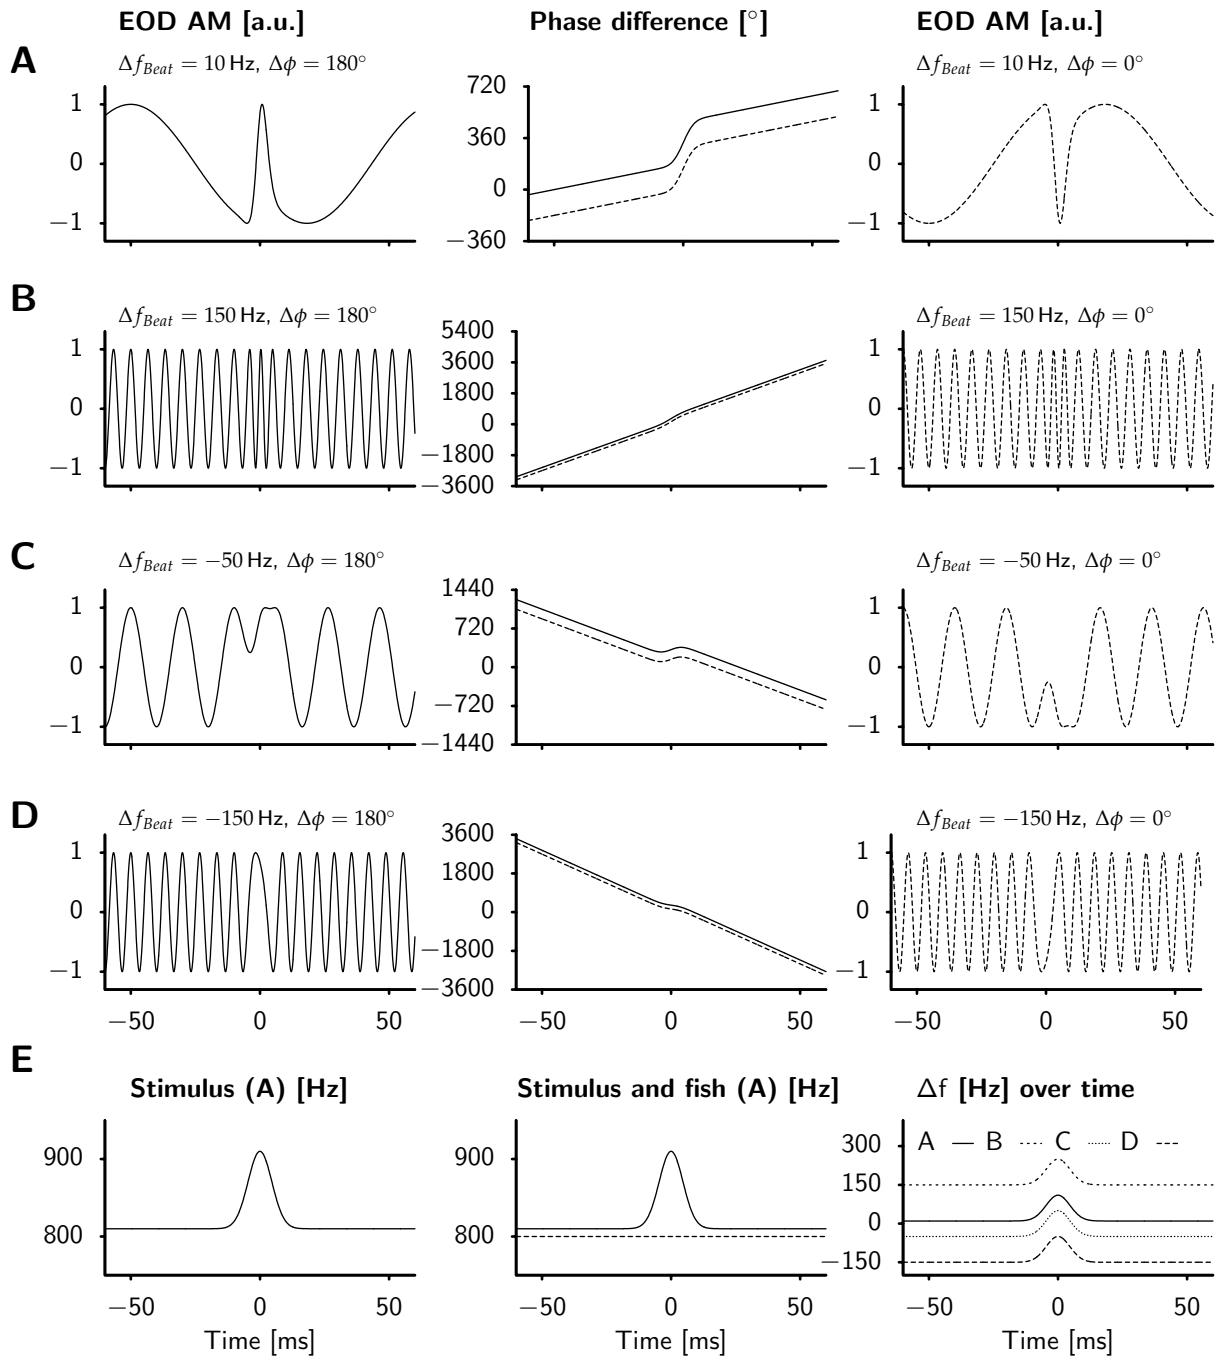 EOD AM [a.u.] Phase difference [°] EOD AM [a.u.]
A
Δf_Beat = 10 Hz, Δϕ = 180° Δf_Beat = 10 Hz, Δϕ = 0°
1 720 1
360
0 0 0
−1 −360 −1
B
Δf_Beat = 150 Hz, Δϕ = 180° Δf_Beat = 150 Hz, Δϕ = 0°
5400
1 3600 1
1800
0 0 0
−1800
−1 −3600 −1
C
Δf_Beat = −50 Hz, Δϕ = 180° Δf_Beat = −50 Hz, Δϕ = 0°
1440
1 720 1
0 0 0
−1 −720 −1
−1440
D
Δf_Beat = −150 Hz, Δϕ = 180° Δf_Beat = −150 Hz, Δϕ = 0°
3600
1 1800 1
0 0 0
−1 −1800 −1
−3600
−50 0 50 −50 0 50 −50 0 50
E
Stimulus (A) [Hz] Stimulus and fish (A) [Hz] Δf [Hz] over time
A B C D
900 900 300
150
800 800 0
−150
−50 0 50 −50 0 50 −50 0 50
Time [ms] Time [ms] Time [ms]